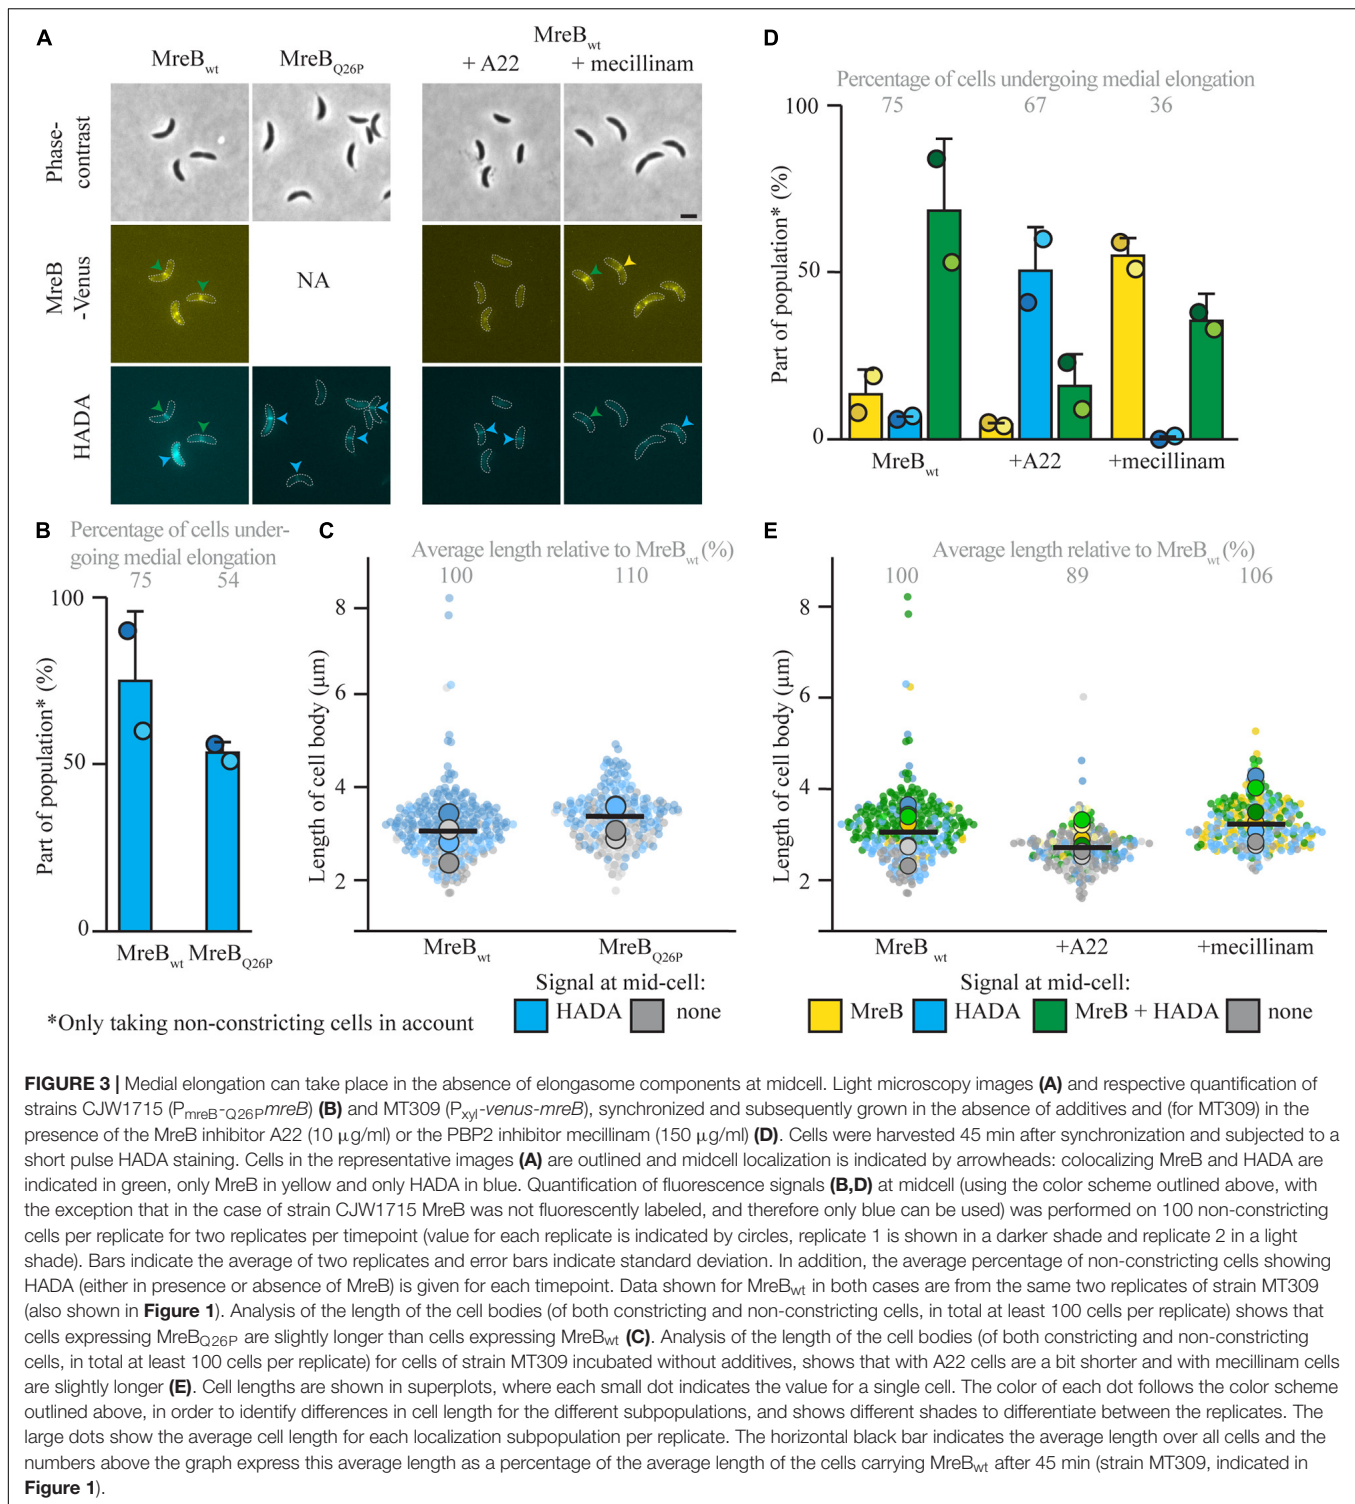 A
MreBwt
MreBQ26P
MreBwt
+ A22
+ mecillinam
Phase-
contrast
MreB
-Venus
NA
HADA
D
Percentage of cells undergoing medial elongation
75 67 36
Part of population* (%)
100
50
0
MreBwt
+A22
+mecillinam
B
Percentage of cells under-
going medial elongation
75 54
Part of population* (%)
100
50
0
MreBwt MreBQ26P
*Only taking non-constricting cells in account
C
Average length relative to MreBwt (%)
100 110
Length of cell body (μm)
8
6
4
2
MreBwt
MreBQ26P
Signal at mid-cell:
HADA none
E
Average length relative to MreBwt (%)
100 89 106
Length of cell body (μm)
8
6
4
2
MreB wt
+A22
+mecillinam
Signal at mid-cell:
MreB HADA MreB + HADA none
FIGURE 3 | Medial elongation can take place in the absence of elongasome components at midcell. Light microscopy images (A) and respective quantification of
strains CJW1715 (PmreB-Q26PmreB) (B) and MT309 (Pxyl-venus-mreB), synchronized and subsequently grown in the absence of additives and (for MT309) in the
presence of the MreB inhibitor A22 (10 μg/ml) or the PBP2 inhibitor mecillinam (150 μg/ml) (D). Cells were harvested 45 min after synchronization and subjected to a
short pulse HADA staining. Cells in the representative images (A) are outlined and midcell localization is indicated by arrowheads: colocalizing MreB and HADA are
indicated in green, only MreB in yellow and only HADA in blue. Quantification of fluorescence signals (B,D) at midcell (using the color scheme outlined above, with
the exception that in the case of strain CJW1715 MreB was not fluorescently labeled, and therefore only blue can be used) was performed on 100 non-constricting
cells per replicate for two replicates per timepoint (value for each replicate is indicated by circles, replicate 1 is shown in a darker shade and replicate 2 in a light
shade). Bars indicate the average of two replicates and error bars indicate standard deviation. In addition, the average percentage of non-constricting cells showing
HADA (either in presence or absence of MreB) is given for each timepoint. Data shown for MreBwt in both cases are from the same two replicates of strain MT309
(also shown in Figure 1). Analysis of the length of the cell bodies (of both constricting and non-constricting cells, in total at least 100 cells per replicate) shows that
cells expressing MreBQ26P are slightly longer than cells expressing MreBwt (C). Analysis of the length of the cell bodies (of both constricting and non-constricting
cells, in total at least 100 cells per replicate) for cells of strain MT309 incubated without additives, shows that with A22 cells are a bit shorter and with mecillinam cells
are slightly longer (E). Cell lengths are shown in superplots, where each small dot indicates the value for a single cell. The color of each dot follows the color scheme
outlined above, in order to identify differences in cell length for the different subpopulations, and shows different shades to differentiate between the replicates. The
large dots show the average cell length for each localization subpopulation per replicate. The horizontal black bar indicates the average length over all cells and the
numbers above the graph express this average length as a percentage of the average length of the cells carrying MreBwt after 45 min (strain MT309, indicated in
Figure 1).